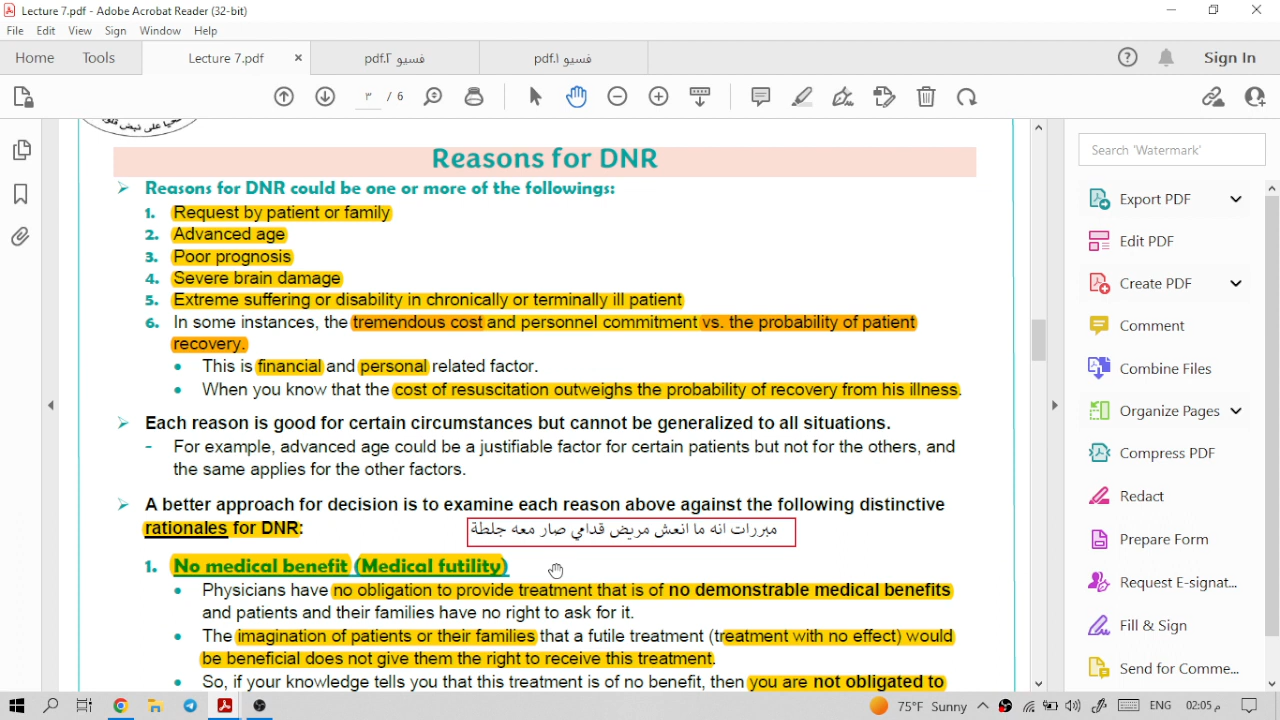 Lecture 7.pdf - Adobe Acrobat Reader (32-bit)
File Edit View Sign Window Help
Home Tools Lecture 7.pdf × فسيو ٢.pdf فسيو ١.pdf Sign In
٣ / 6
تحيا على نبض قلوب
Reasons for DNR
Search 'Watermark'
Reasons for DNR could be one or more of the followings:
1. Request by patient or family
2. Advanced age
3. Poor prognosis
4. Severe brain damage
5. Extreme suffering or disability in chronically or terminally ill patient
6. In some instances, the tremendous cost and personnel commitment vs. the probability of patient
recovery.
• This is financial and personal related factor.
• When you know that the cost of resuscitation outweighs the probability of recovery from his illness.
Each reason is good for certain circumstances but cannot be generalized to all situations.
- For example, advanced age could be a justifiable factor for certain patients but not for the others, and
the same applies for the other factors.
A better approach for decision is to examine each reason above against the following distinctive
rationales for DNR:
مبررات انه ما انعش مريض قدامي صار معه جلطة
1. No medical benefit (Medical futility)
• Physicians have no obligation to provide treatment that is of no demonstrable medical benefits
and patients and their families have no right to ask for it.
• The imagination of patients or their families that a futile treatment (treatment with no effect) would
be beneficial does not give them the right to receive this treatment.
• So, if your knowledge tells you that this treatment is of no benefit, then you are not obligated to
Export PDF
Edit PDF
Create PDF
Comment
Combine Files
Organize Pages
Compress PDF
Redact
Prepare Form
Request E-signat...
Fill & Sign
Send for Comme...
75°F Sunny ENG 02:05 م